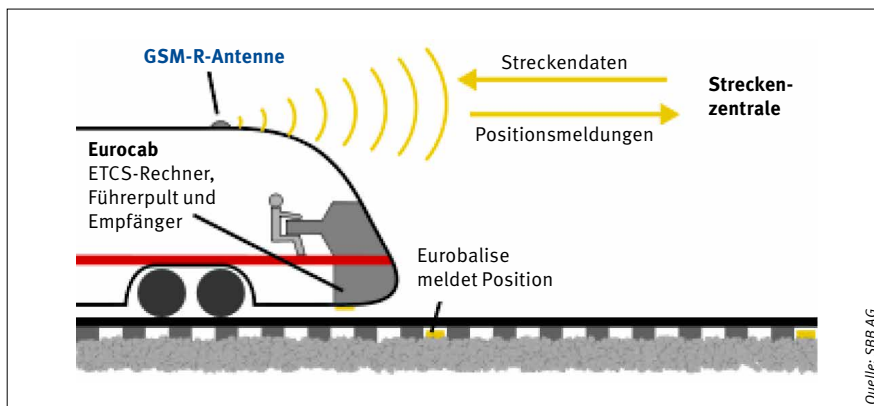 GSM-R-Antenne
Streckendaten
Strecken-
zentrale
Positionsmeldungen
Eurocab
ETCS-Rechner,
Führerpult und
Empfänger
Eurobalise
meldet Position
Quelle: SBB AG